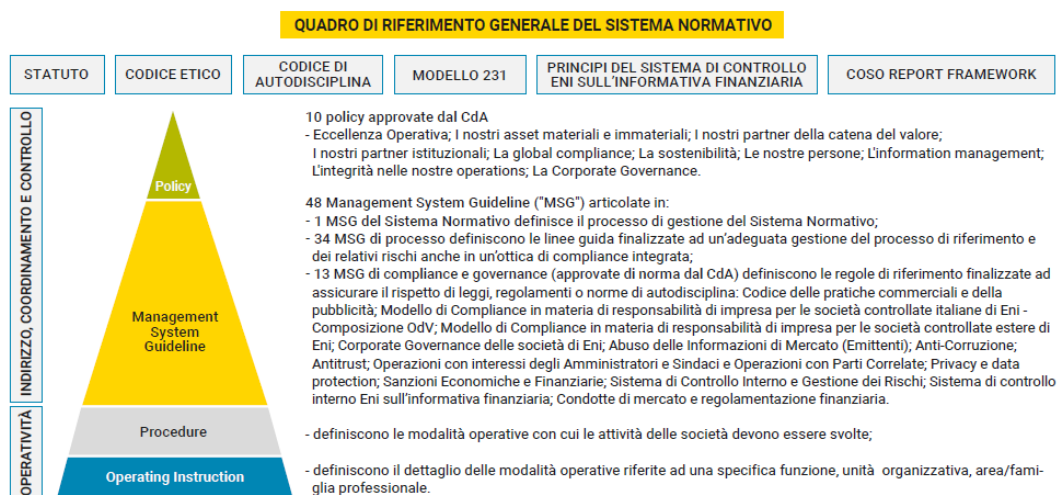 QUADRO DI RIFERIMENTO GENERALE DEL SISTEMA NORMATIVO
STATUTO
CODICE ETICO
CODICE DI
AUTODISCIPLINA
MODELLO 231
PRINCIPI DEL SISTEMA DI CONTROLLO
ENI SULL'INFORMATIVA FINANZIARIA
COSO REPORT FRAMEWORK
INDIRIZZO, COORDINAMENTO E CONTROLLO
Policy
10 policy approvate dal CdA
- Eccellenza Operativa; I nostri asset materiali e immateriali; I nostri partner della catena del valore;
I nostri partner istituzionali; La global compliance; La sostenibilità; Le nostre persone; L'information management;
L'integrità nelle nostre operations; La Corporate Governance.
Management
System
Guideline
48 Management System Guideline ("MSG") articolate in:
- 1 MSG del Sistema Normativo definisce il processo di gestione del Sistema Normativo;
- 34 MSG di processo definiscono le linee guida finalizzate ad un'adeguata gestione del processo di riferimento e
dei relativi rischi anche in un'ottica di compliance integrata;
- 13 MSG di compliance e governance (approvate di norma dal CdA) definiscono le regole di riferimento finalizzate ad
assicurare il rispetto di leggi, regolamenti o norme di autodisciplina: Codice delle pratiche commerciali e della
pubblicità; Modello di Compliance in materia di responsabilità di impresa per le società controllate italiane di Eni -
Composizione OdV; Modello di Compliance in materia di responsabilità di impresa per le società controllate estere di
Eni; Corporate Governance delle società di Eni; Abuso delle Informazioni di Mercato (Emittenti); Anti-Corruzione;
Antitrust; Operazioni con interessi degli Amministratori e Sindaci e Operazioni con Parti Correlate; Privacy e data
protection; Sanzioni Economiche e Finanziarie; Sistema di Controllo Interno e Gestione dei Rischi; Sistema di controllo
interno Eni sull'informativa finanziaria; Condotte di mercato e regolamentazione finanziaria.
OPERATIVITÀ
Procedure
- definiscono le modalità operative con cui le attività delle società devono essere svolte;
Operating Instruction
- definiscono il dettaglio delle modalità operative riferite ad una specifica funzione, unità organizzativa, area/fami-
glia professionale.